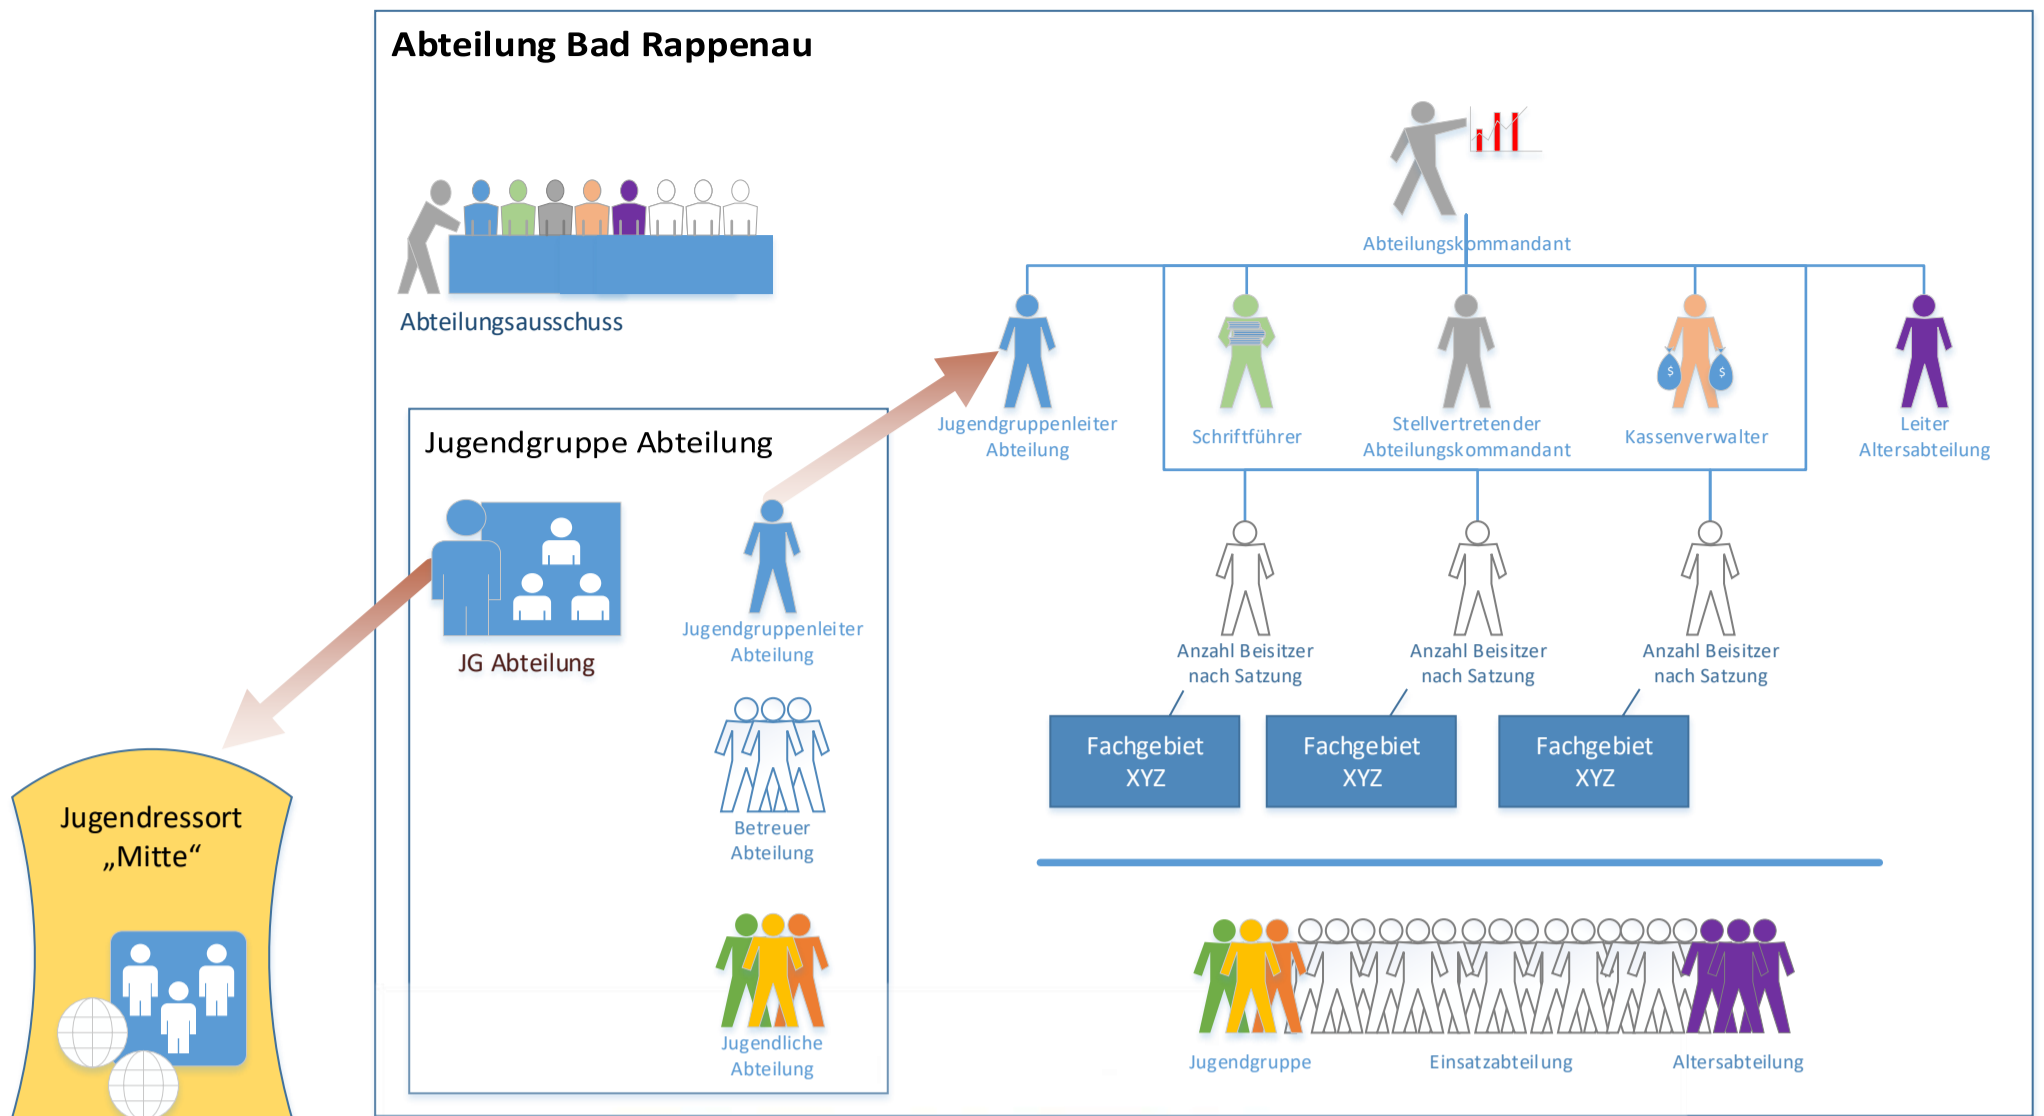 Abteilung Bad Rappenau
Abteilungskommandant
Abteilungsausschuss
Jugendgruppenleiter
Abteilung
Schriftführer
Stellvertretender
Abteilungskommandant
Kassenverwalter
Leiter
Altersabteilung
$
$
Jugendgruppe Abteilung
JG Abteilung
Jugendgruppenleiter
Abteilung
Betreuer
Abteilung
Jugendliche
Abteilung
Anzahl Beisitzer
nach Satzung
Anzahl Beisitzer
nach Satzung
Anzahl Beisitzer
nach Satzung
Fachgebiet
XYZ
Fachgebiet
XYZ
Fachgebiet
XYZ
Jugendgruppe
Einsatzabteilung
Altersabteilung
Jugendressort
„Mitte“